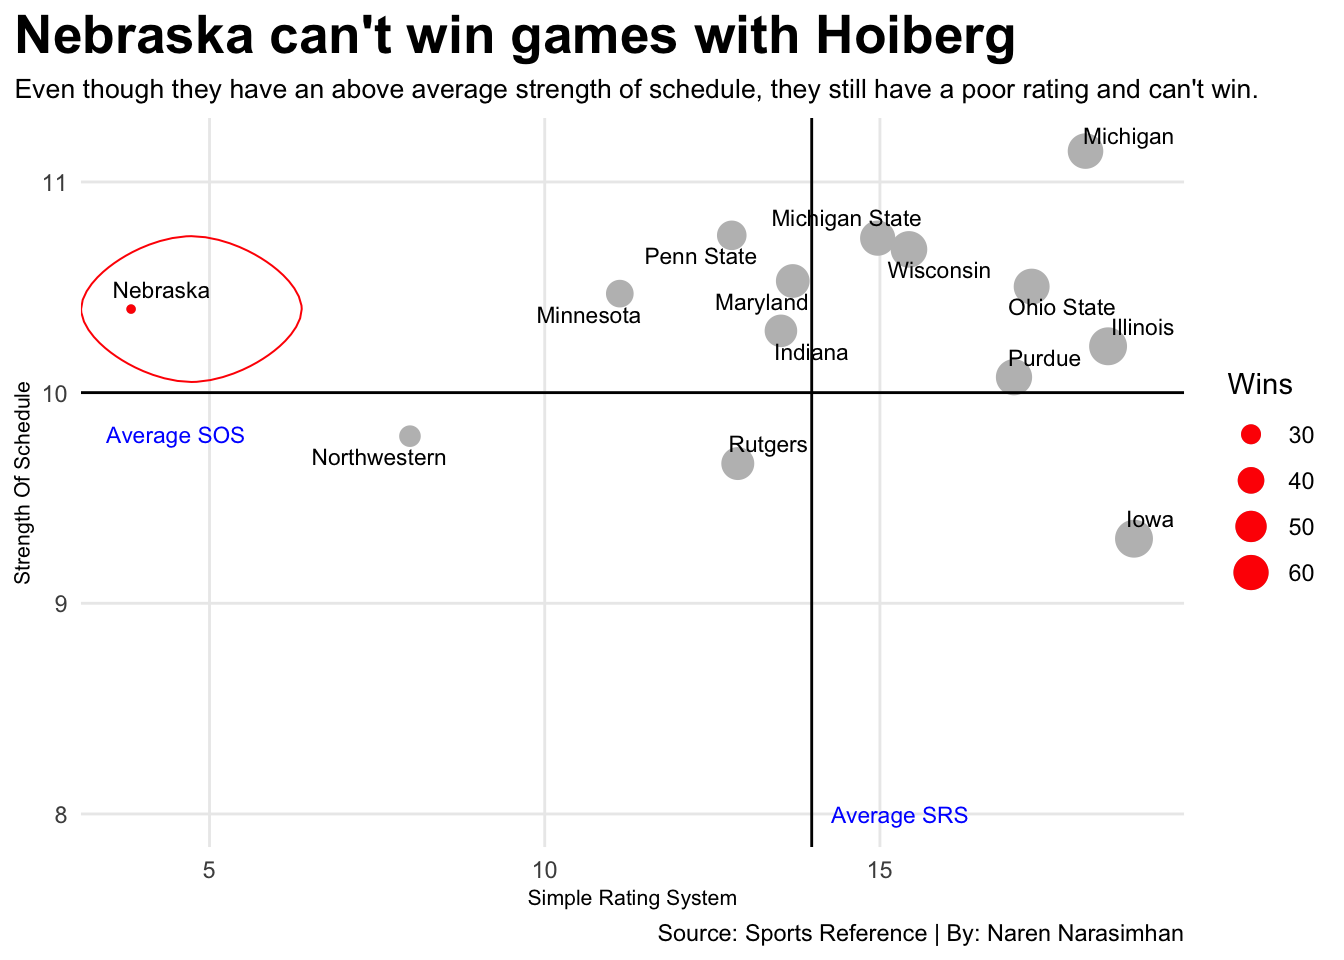 Nebraska can't win games with Hoiberg
Even though they have an above average strength of schedule, they still have a poor rating and can't win.
Michigan
11
Michigan State
Penn State
Wisconsin
Nebraska
Maryland
Ohio State
Minnesota
Illinois
Indiana
Purdue
10
Average SOS
Rutgers
Northwestern
Iowa
9
8
Average SRS
Strength Of Schedule
5
10
15
Simple Rating System
Wins
30
40
50
60
Source: Sports Reference | By: Naren Narasimhan